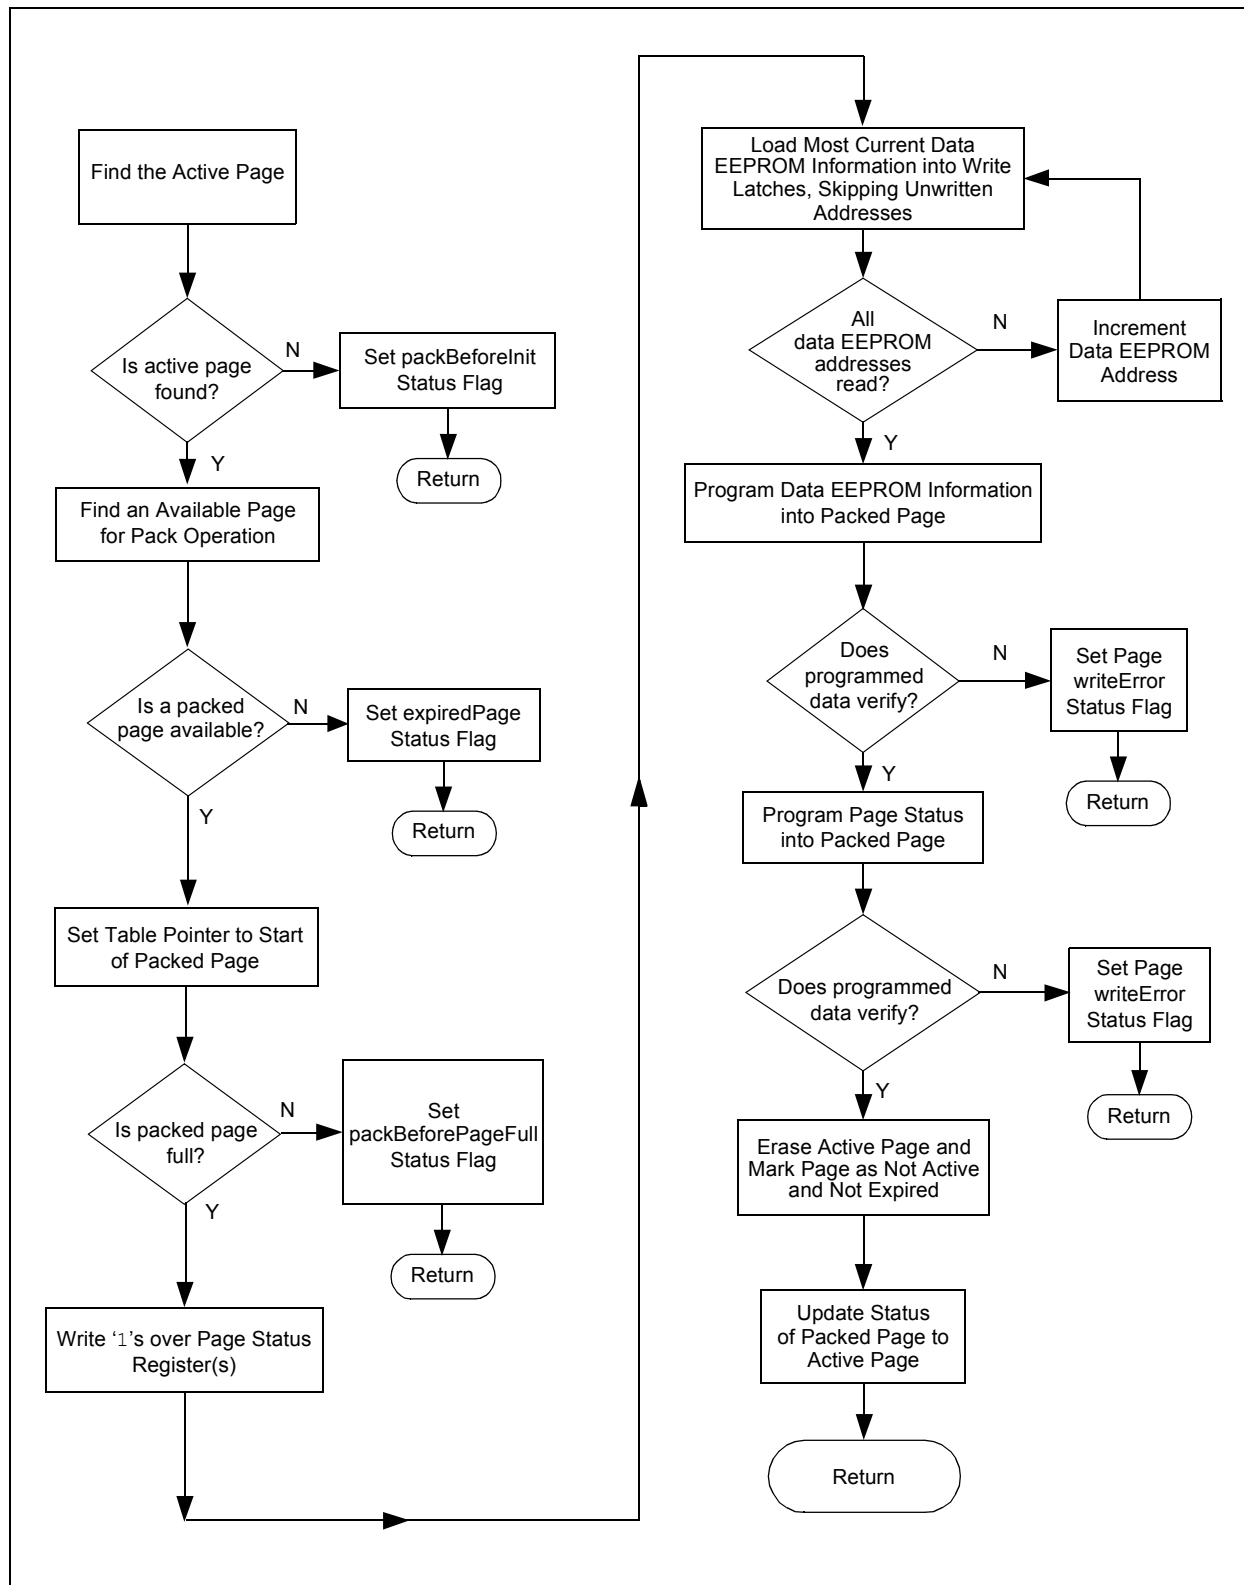 Find the Active Page
Is active page
found?
N
Set packBeforeInit
Status Flag
Return
Y
Find an Available Page
for Pack Operation
Is a packed
page available?
N
Set expiredPage
Status Flag
Return
Y
Set Table Pointer to Start
of Packed Page
Is packed page
full?
N
Set
packBeforePageFull
Status Flag
Return
Y
Write ‘1’s over Page Status
Register(s)
Load Most Current Data
EEPROM Information into Write
Latches, Skipping Unwritten
Addresses
All
data EEPROM
addresses
read?
N
Increment
Data EEPROM
Address
Y
Program Data EEPROM Information
into Packed Page
Does
programmed
data verify?
N
Set Page
writeError
Status Flag
Return
Y
Program Page Status
into Packed Page
Does programmed
data verify?
N
Set Page
writeError
Status Flag
Return
Y
Erase Active Page and
Mark Page as Not Active
and Not Expired
Update Status
of Packed Page to
Active Page
Return